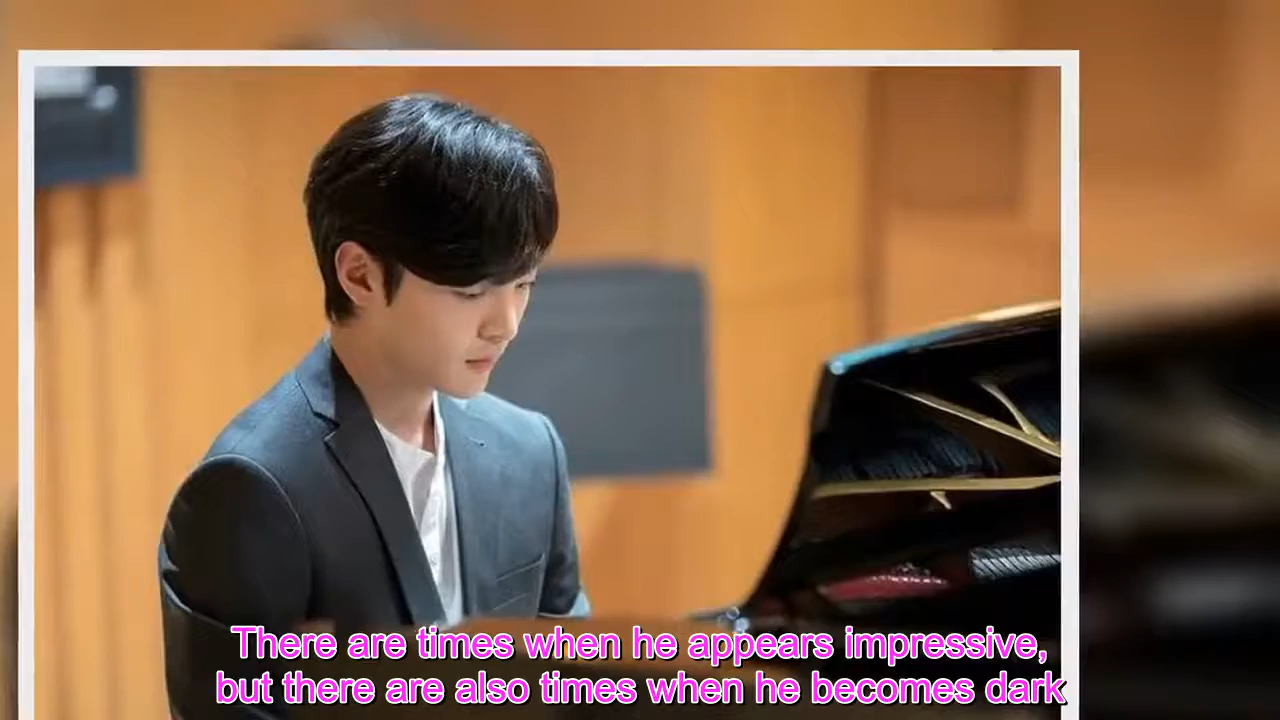 There are times when he appears impressive,
but there are also times when he becomes dark